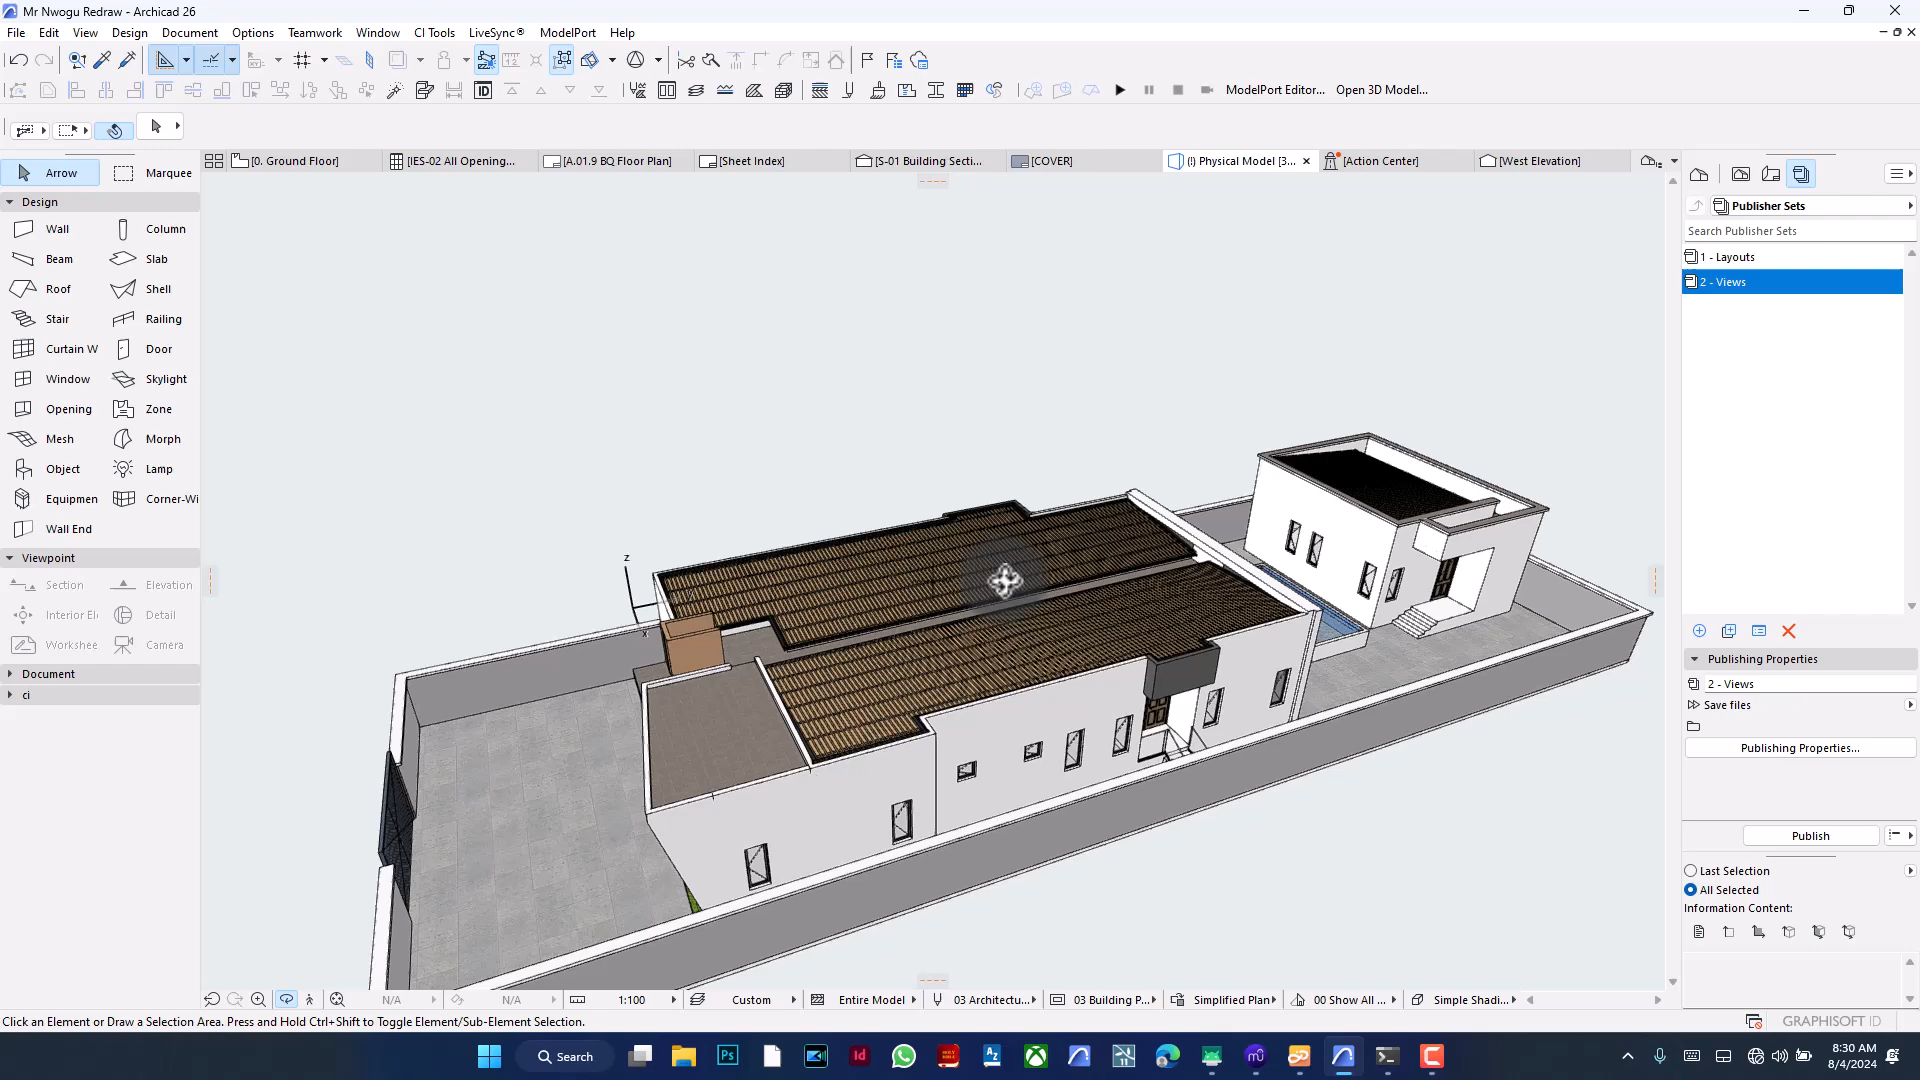 Mr Nwogu Redraw - Archicad 26
File Edit View Design Document Options Teamwork Window CI Tools LiveSync® ModelPort Help
ModelPort Editor... Open 3D Model...
[0. Ground Floor] [IES-02 All Opening... [A.01.9 BQ Floor Plan] [Sheet Index] [S-01 Building Secti... [COVER] (!) Physical Model [3... [Action Center] [West Elevation]
Arrow Marquee
Design
Wall Column
Beam Slab
Roof Shell
Stair Railing
Curtain W Door
Window Skylight
Opening Zone
Mesh Morph
Object Lamp
Equipmen Corner-Wi
Wall End
Viewpoint
Section Elevation
Interior El Detail
Workshee Camera
Document
ci
z
x
Publisher Sets
Search Publisher Sets
1 - Layouts
2 - Views
Publishing Properties
2 - Views
Save files
Publishing Properties...
Publish
Last Selection
All Selected
Information Content:
N/A N/A 1:100 Custom Entire Model 03 Architectu... 03 Building P... Simplified Plan 00 Show All ... Simple Shadi...
Click an Element or Draw a Selection Area. Press and Hold Ctrl+Shift to Toggle Element/Sub-Element Selection.
GRAPHISOFT ID
Search
8:30 AM
8/4/2024